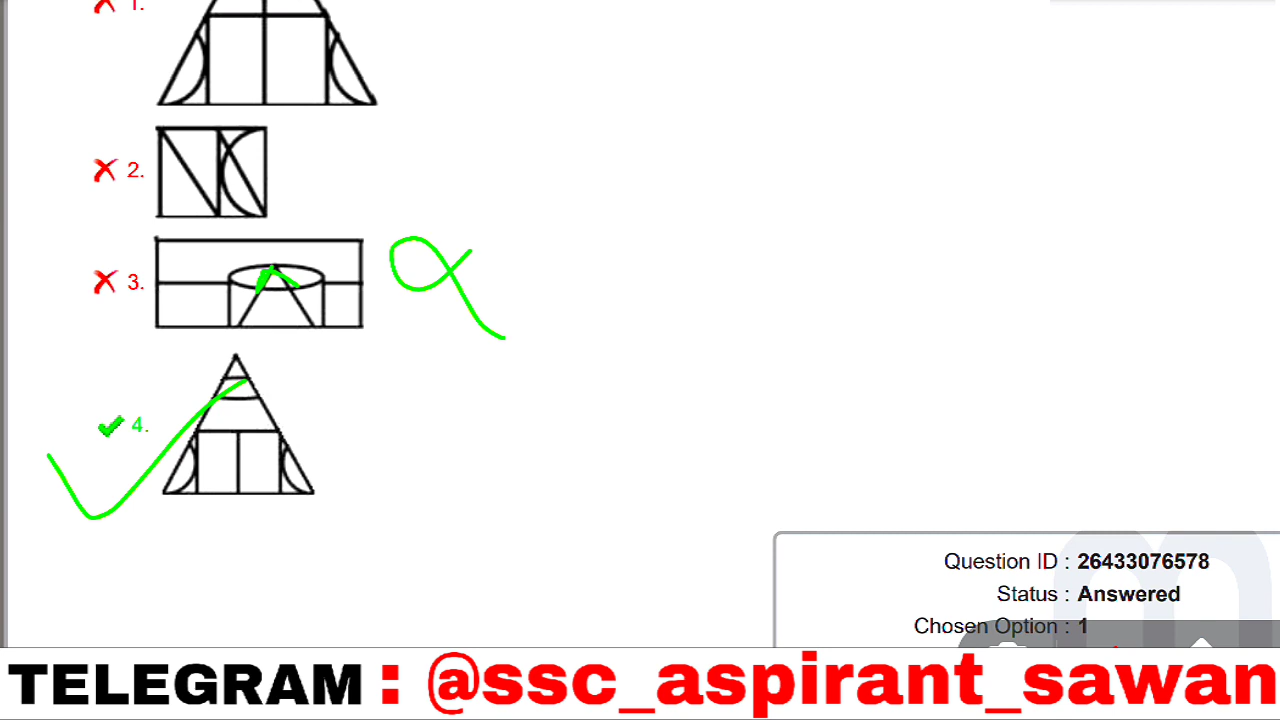 1.
2.
3.
4.
Question ID : 26433076578
Status : Answered
Chosen Option : 1
TELEGRAM : @ssc_aspirant_sawan